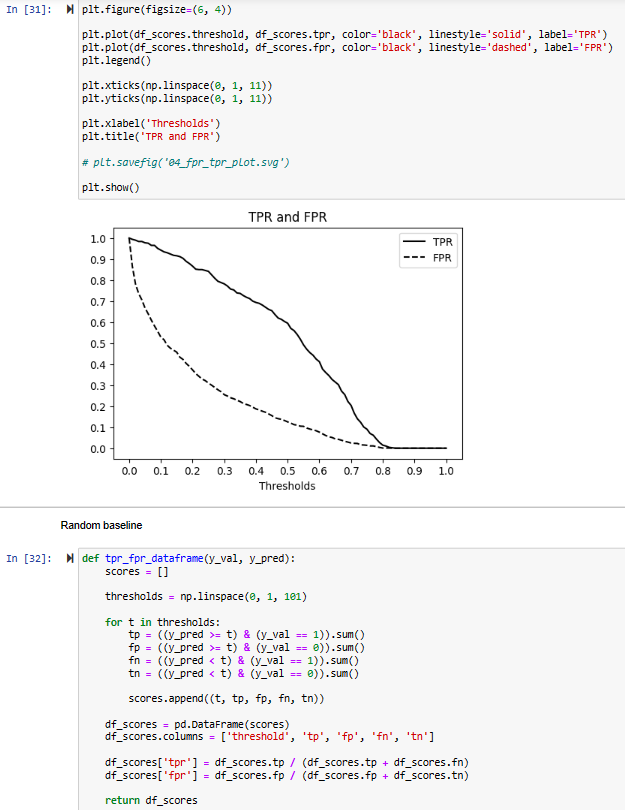 In [31]:
plt.figure(figsize=(6, 4))
plt.plot(df_scores.threshold, df_scores.tpr, color='black', linestyle='solid', label='TPR')
plt.plot(df_scores.threshold, df_scores.fpr, color='black', linestyle='dashed', label='FPR')
plt.legend()
plt.xticks(np.linspace(0, 1, 11))
plt.yticks(np.linspace(0, 1, 11))
plt.xlabel('Thresholds')
plt.title('TPR and FPR')
# plt.savefig('04_fpr_tpr_plot.svg')
plt.show()
TPR and FPR
TPR
FPR
1.0
0.9
0.8
0.7
0.6
0.5
0.4
0.3
0.2
0.1
0.0
0.0 0.1 0.2 0.3 0.4 0.5 0.6 0.7 0.8 0.9 1.0
Thresholds
Random baseline
In [32]:
def tpr_fpr_dataframe(y_val, y_pred):
    scores = []
    thresholds = np.linspace(0, 1, 101)
    for t in thresholds:
        tp = ((y_pred >= t) & (y_val == 1)).sum()
        fp = ((y_pred >= t) & (y_val == 0)).sum()
        fn = ((y_pred < t) & (y_val == 1)).sum()
        tn = ((y_pred < t) & (y_val == 0)).sum()
        scores.append((t, tp, fp, fn, tn))
    df_scores = pd.DataFrame(scores)
    df_scores.columns = ['threshold', 'tp', 'fp', 'fn', 'tn']
    df_scores['tpr'] = df_scores.tp / (df_scores.tp + df_scores.fn)
    df_scores['fpr'] = df_scores.fp / (df_scores.fp + df_scores.tn)
    return df_scores